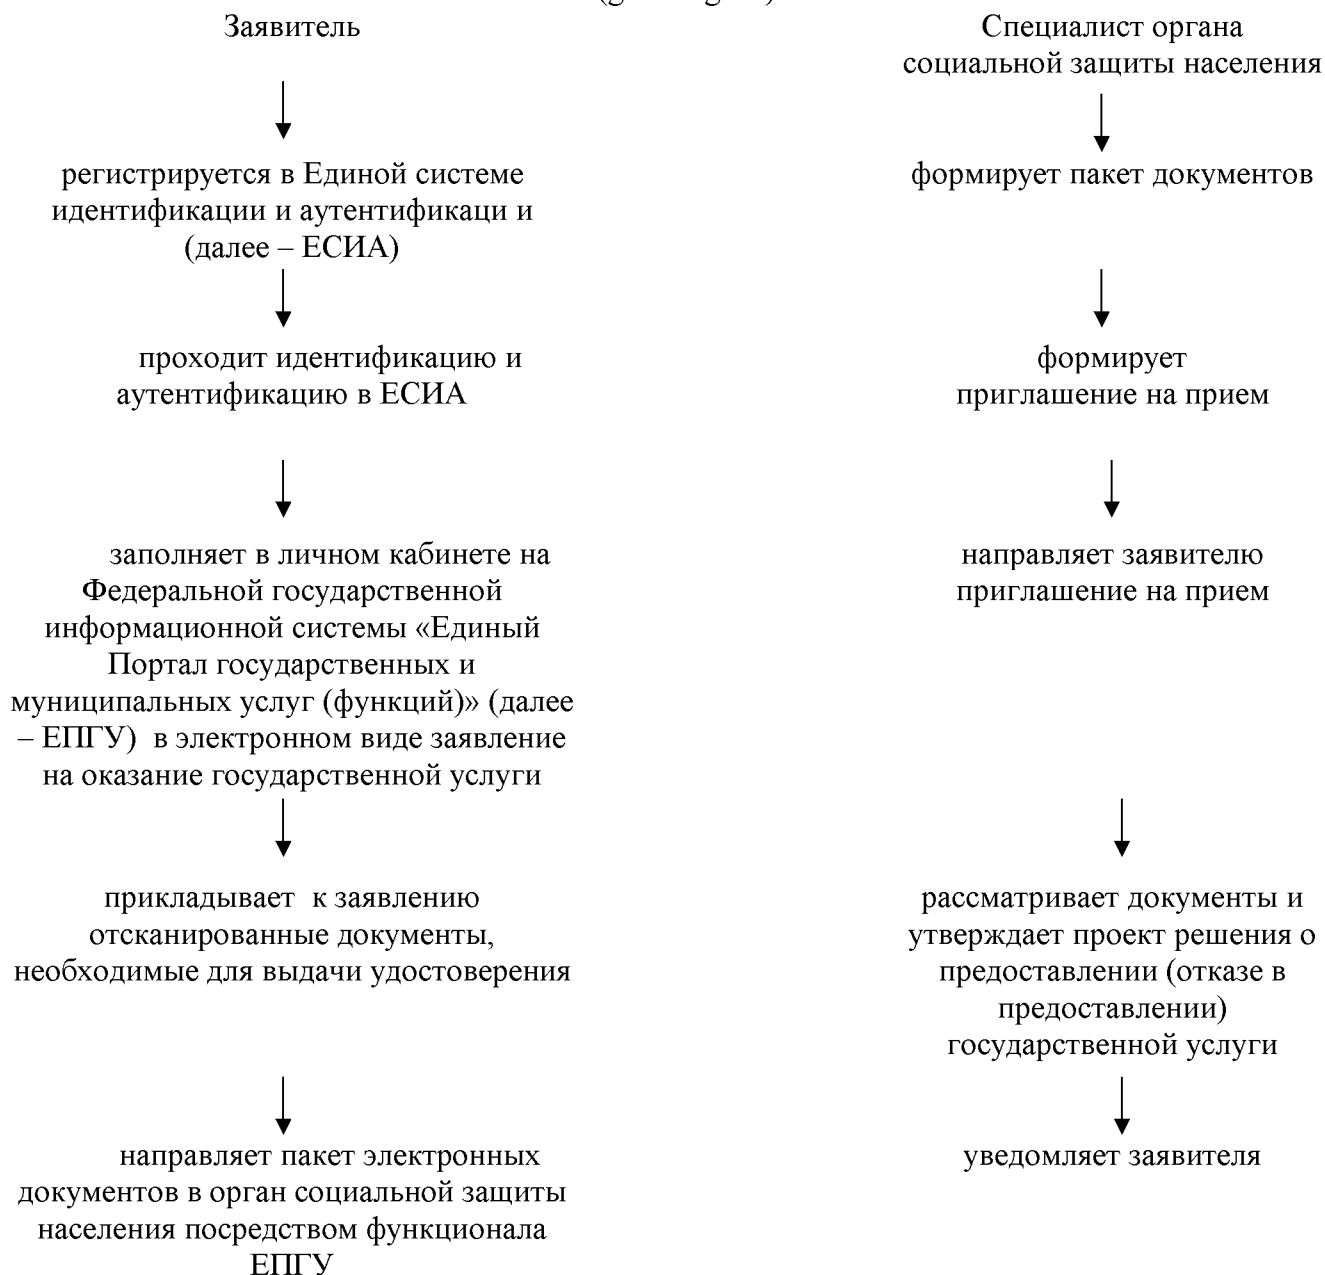 Заявитель
регистрируется в Единой системе
идентификации и аутентификаци и
(далее – ЕСИА)
проходит идентификацию и
аутентификацию в ЕСИА
заполняет в личном кабинете на
Федеральной государственной
информационной системы «Единый
Портал государственных и
муниципальных услуг (функций)» (далее
– ЕПГУ) в электронном виде заявление
на оказание государственной услуги
прикладывает к заявлению
отсканированные документы,
необходимые для выдачи удостоверения
направляет пакет электронных
документов в орган социальной защиты
населения посредством функционала
ЕПГУ
Специалист органа
социальной защиты населения
формирует пакет документов
формирует
приглашение на прием
направляет заявителю
приглашение на прием
рассматривает документы и
утверждает проект решения о
предоставлении (отказе в
предоставлении)
государственной услуги
уведомляет заявителя